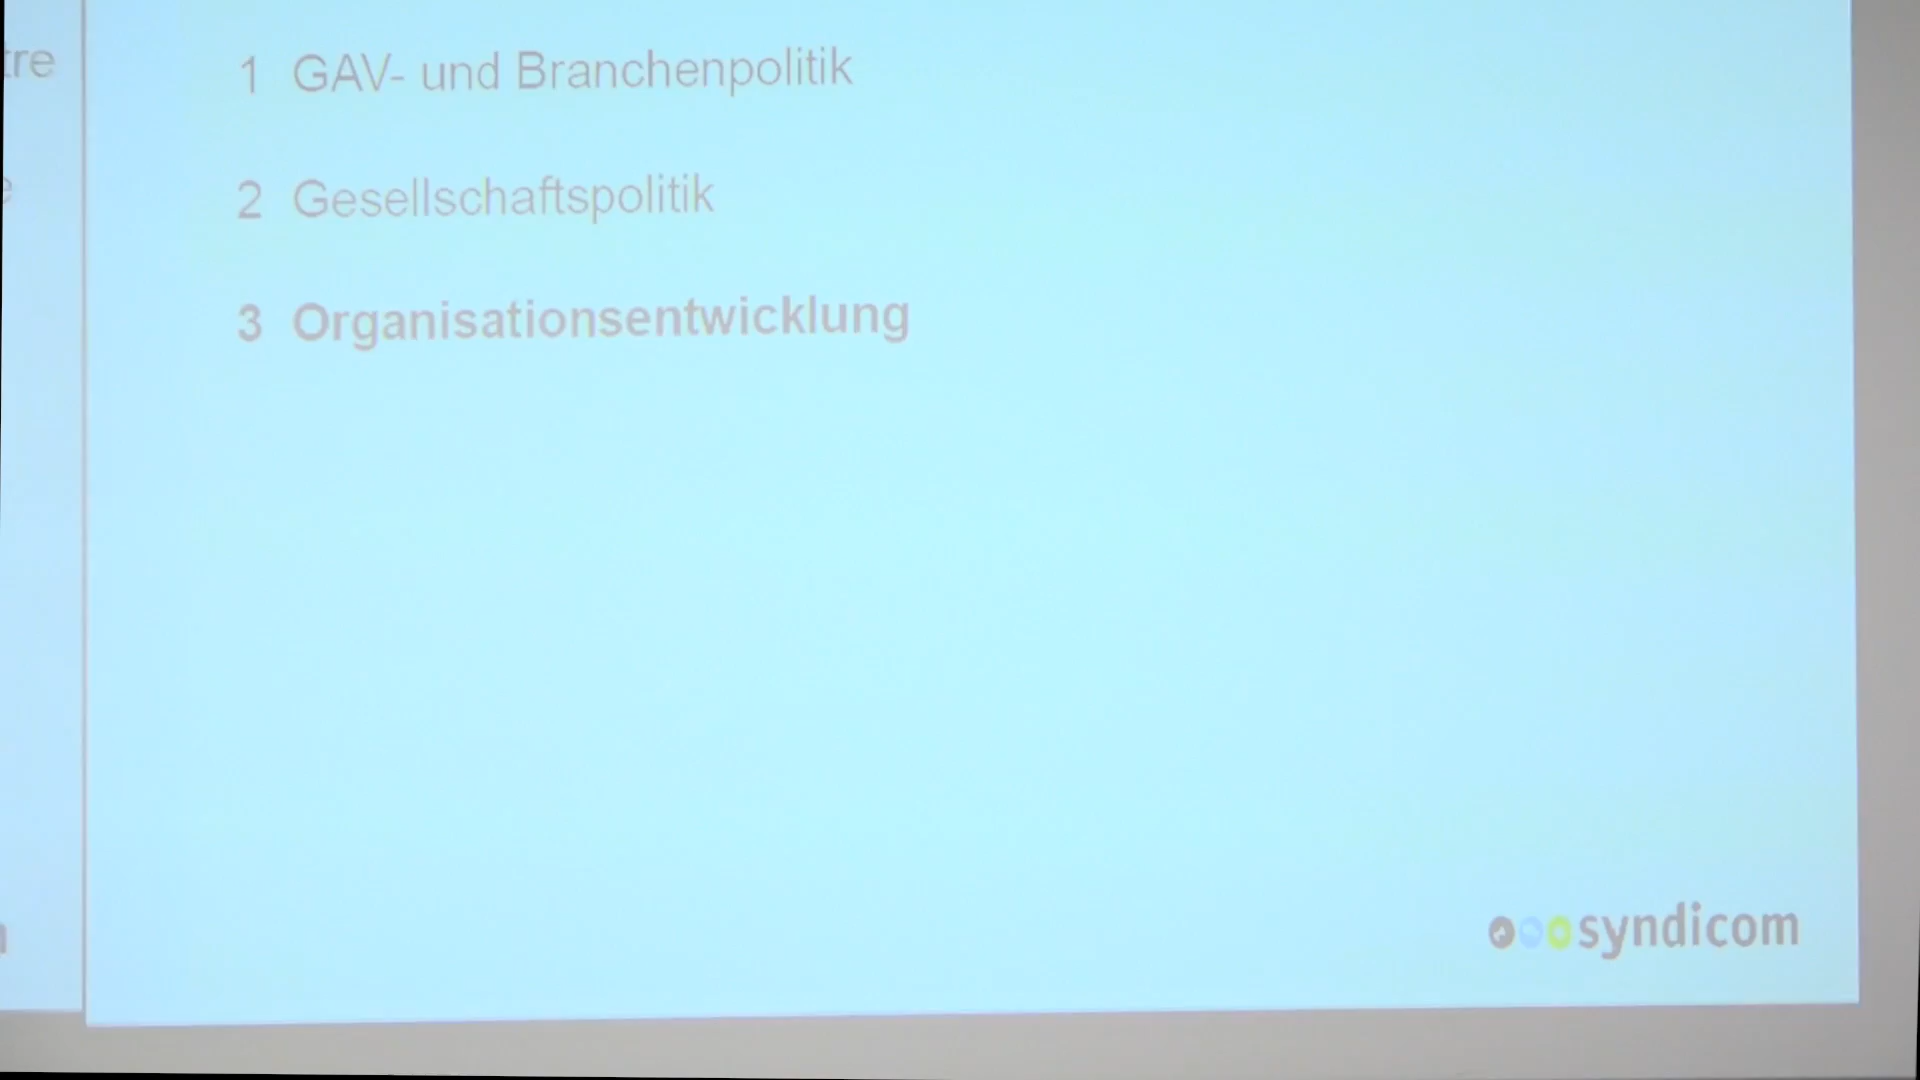 1 GAV- und Branchenpolitik
2 Gesellschaftspolitik
3 Organisationsentwicklung
syndicom